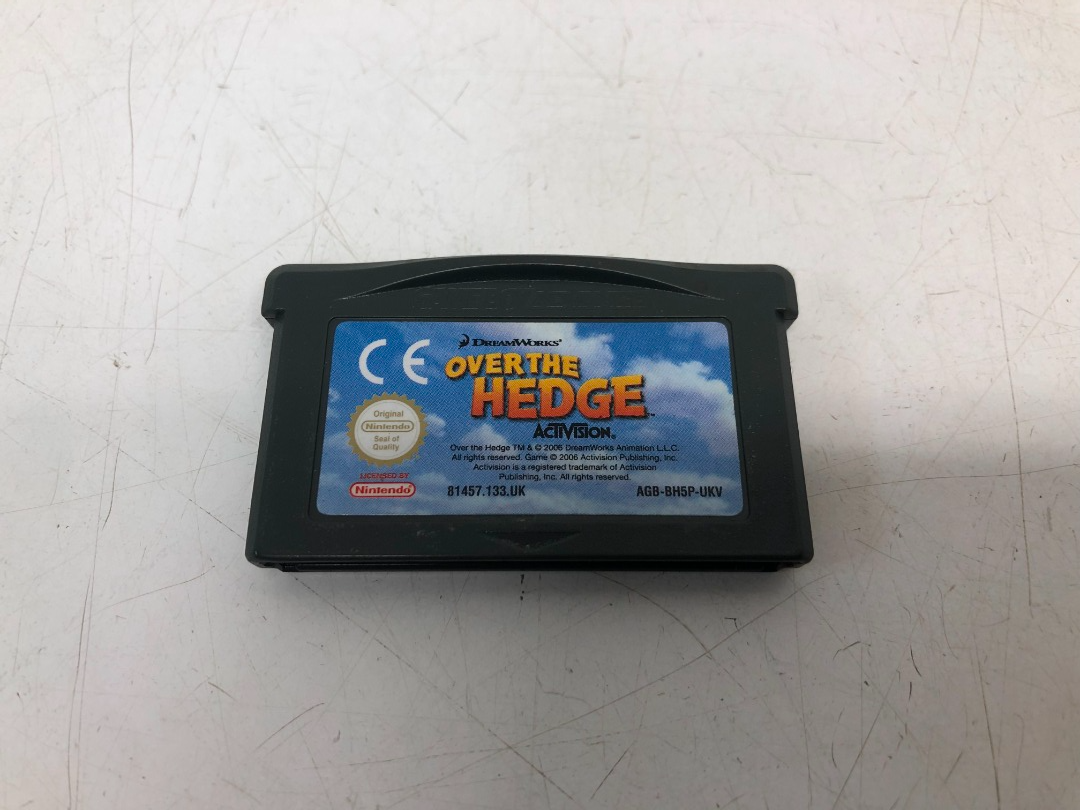 DREAMWORKS
CE
OVER THE
HEDGE™
ACTIVISION®
Original
Nintendo
Seal of
Quality
Over the Hedge TM & © 2006 DreamWorks Animation L.L.C.
All rights reserved. Game © 2006 Activision Publishing, Inc.
Activision is a registered trademark of Activision
Publishing, Inc. All rights reserved.
LICENSED BY
Nintendo
81457.133.UK
AGB-BH5P-UKV